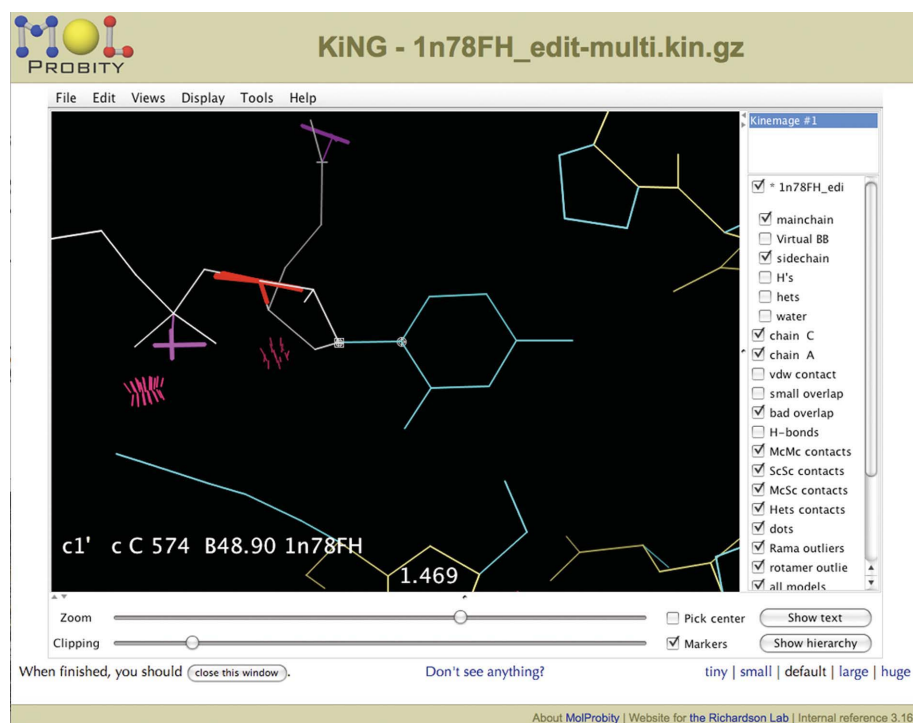 MOL
PROBITY
KiNG - 1n78FH_edit-multi.kin.gz
File Edit Views Display Tools Help
Kinemage #1
* 1n78FH_edi
mainchain
Virtual BB
sidechain
H's
hets
water
chain C
chain A
vdw contact
small overlap
bad overlap
H-bonds
McMc contacts
ScSc contacts
McSc contacts
Hets contacts
dots
Rama outliers
rotamer outlie
all models
c1' c C 574 B48.90 1n78FH
1.469
Zoom
Pick center
Show text
Clipping
Markers
Show hierarchy
When finished, you should close this window.
Don't see anything?
tiny | small | default | large | huge
About MolProbity | Website for the Richardson Lab | Internal reference 3.16